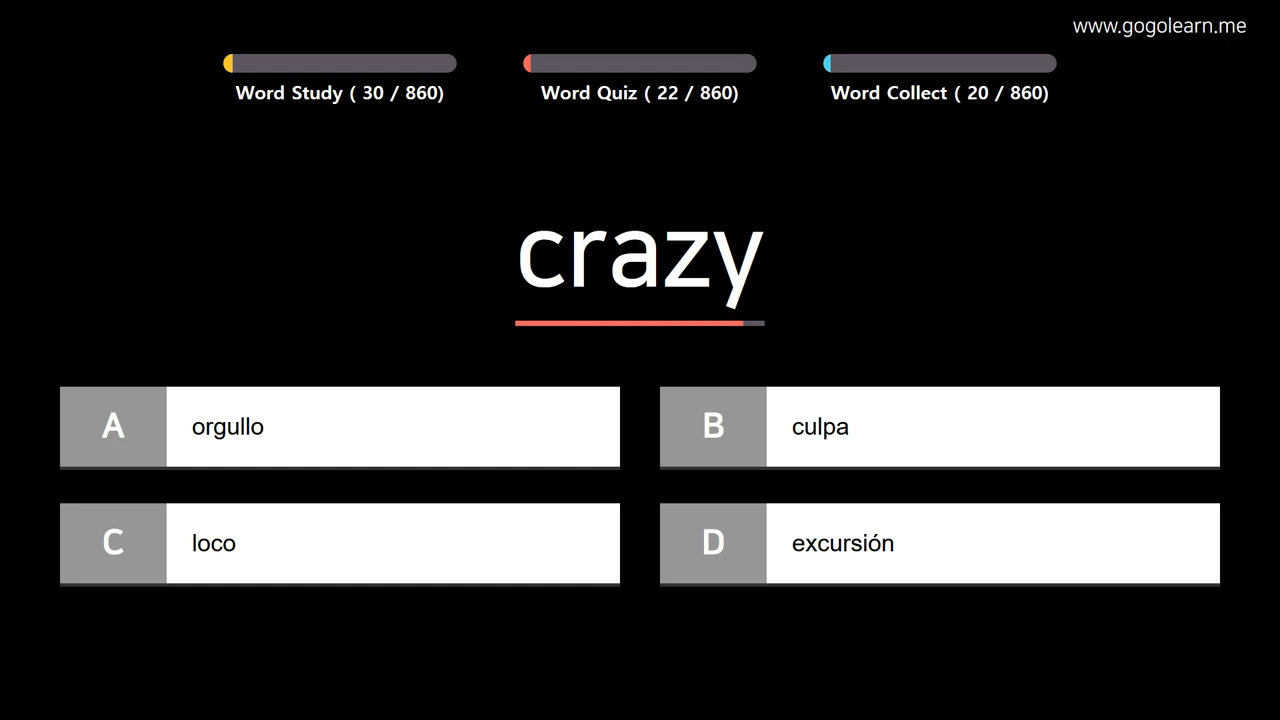 www.gogolearn.me
Word Study ( 30 / 860)
Word Quiz ( 22 / 860)
Word Collect ( 20 / 860)
crazy
A orgullo
B culpa
C loco
D excursión